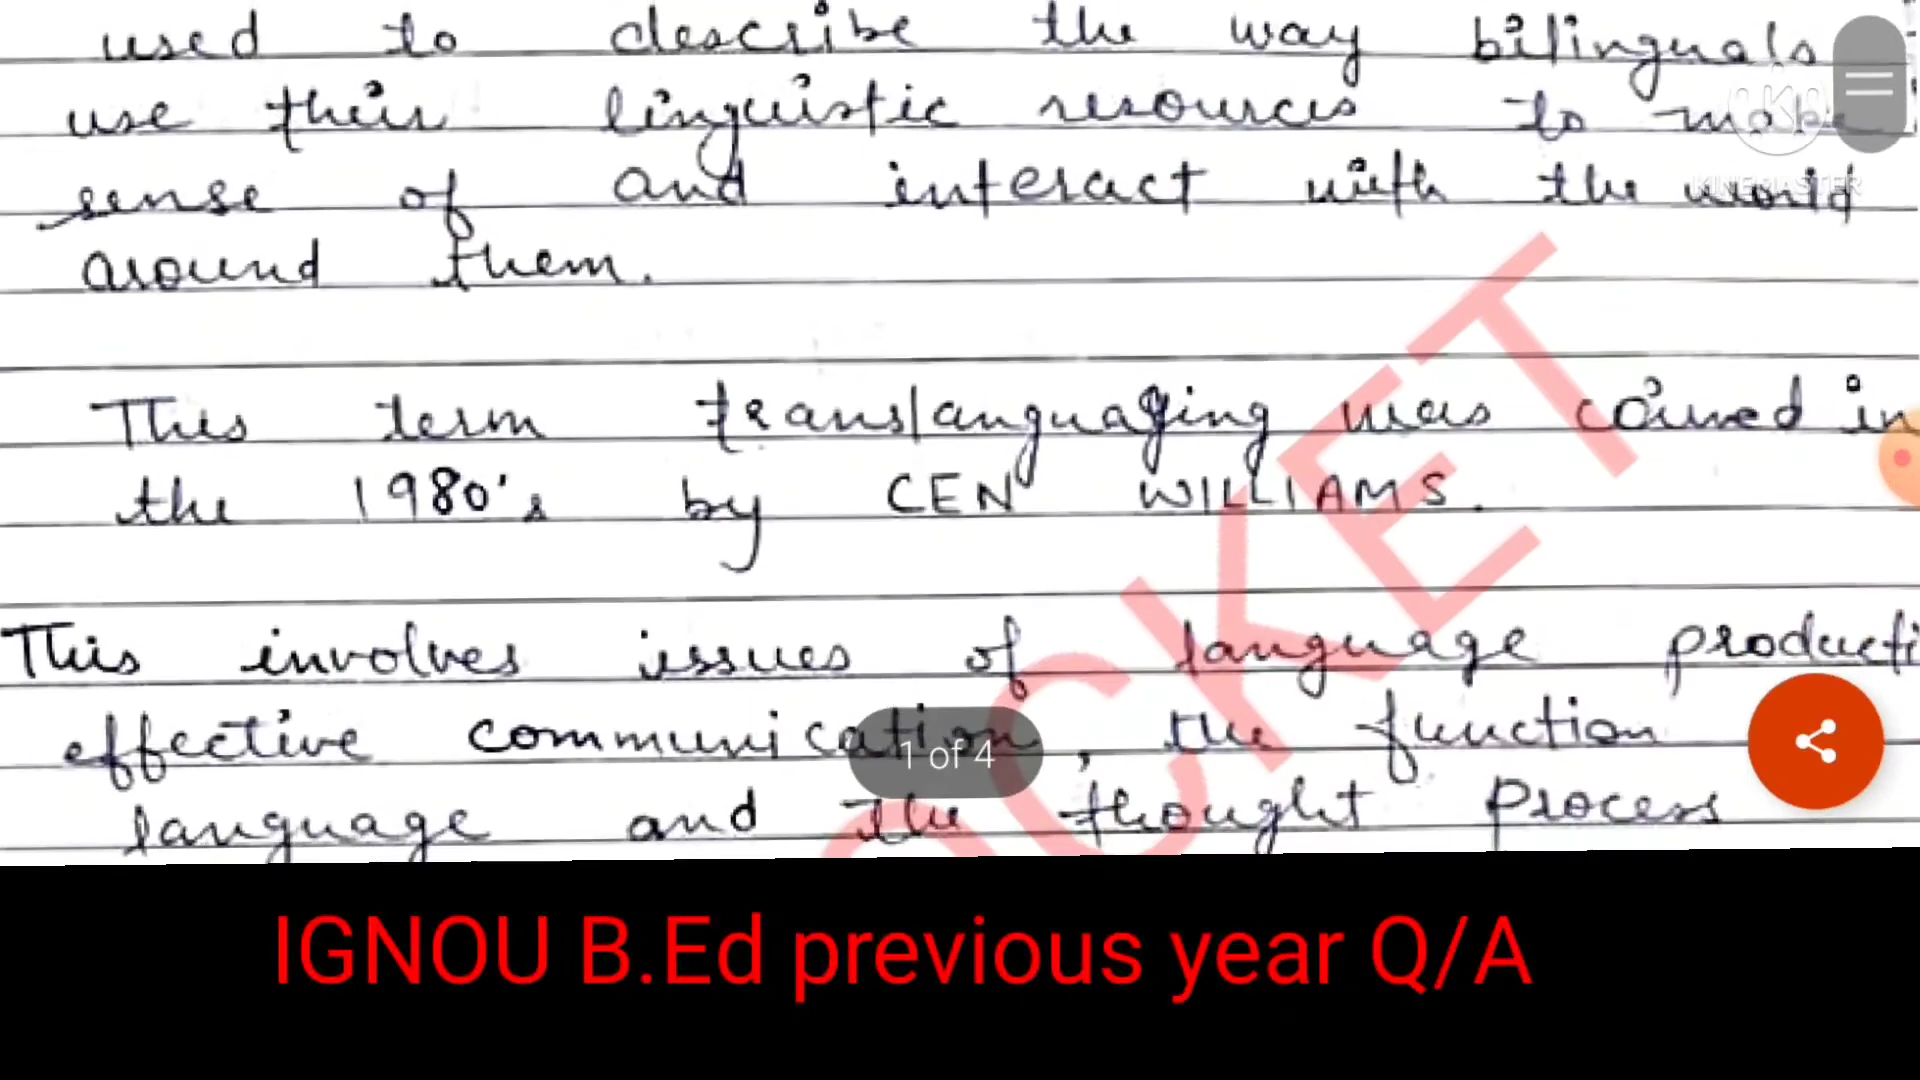 used to describe the way bilinguals
use their linguistic resources to make
sense of and interact with the world
around them.
This term translanguaging was coined in
the 1980's by CEN WILLIAMS.
This involves issues of language producti
effective communication, the function
language and the thought process
1 of 4
KINEMASTER
OCKET
IGNOU B.Ed previous year Q/A